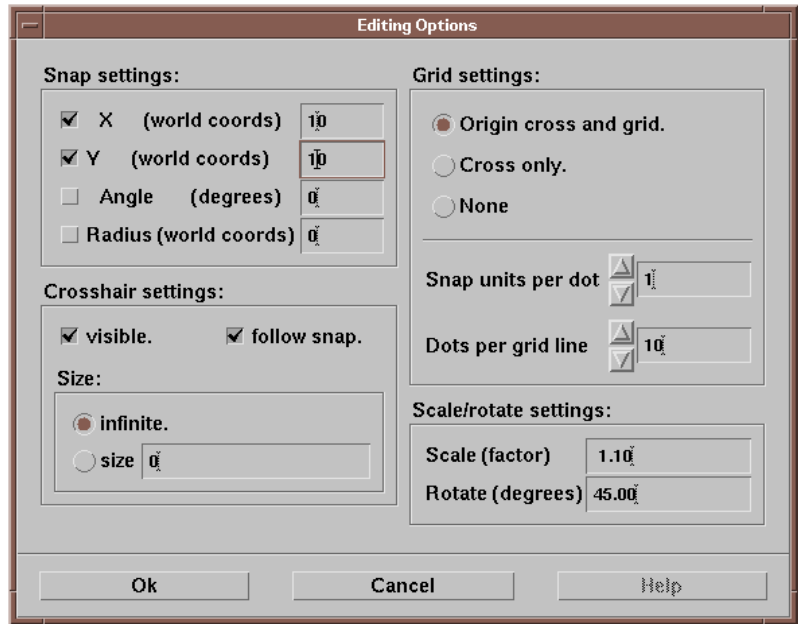 Editing Options
Snap settings:
X (world coords) 10
Y (world coords) 10
Angle (degrees) 0
Radius (world coords) 0
Crosshair settings:
visible. follow snap.
Size:
infinite.
size 0
Grid settings:
Origin cross and grid.
Cross only.
None
Snap units per dot 1
Dots per grid line 10
Scale/rotate settings:
Scale (factor) 1.10
Rotate (degrees) 45.00
Ok Cancel Help